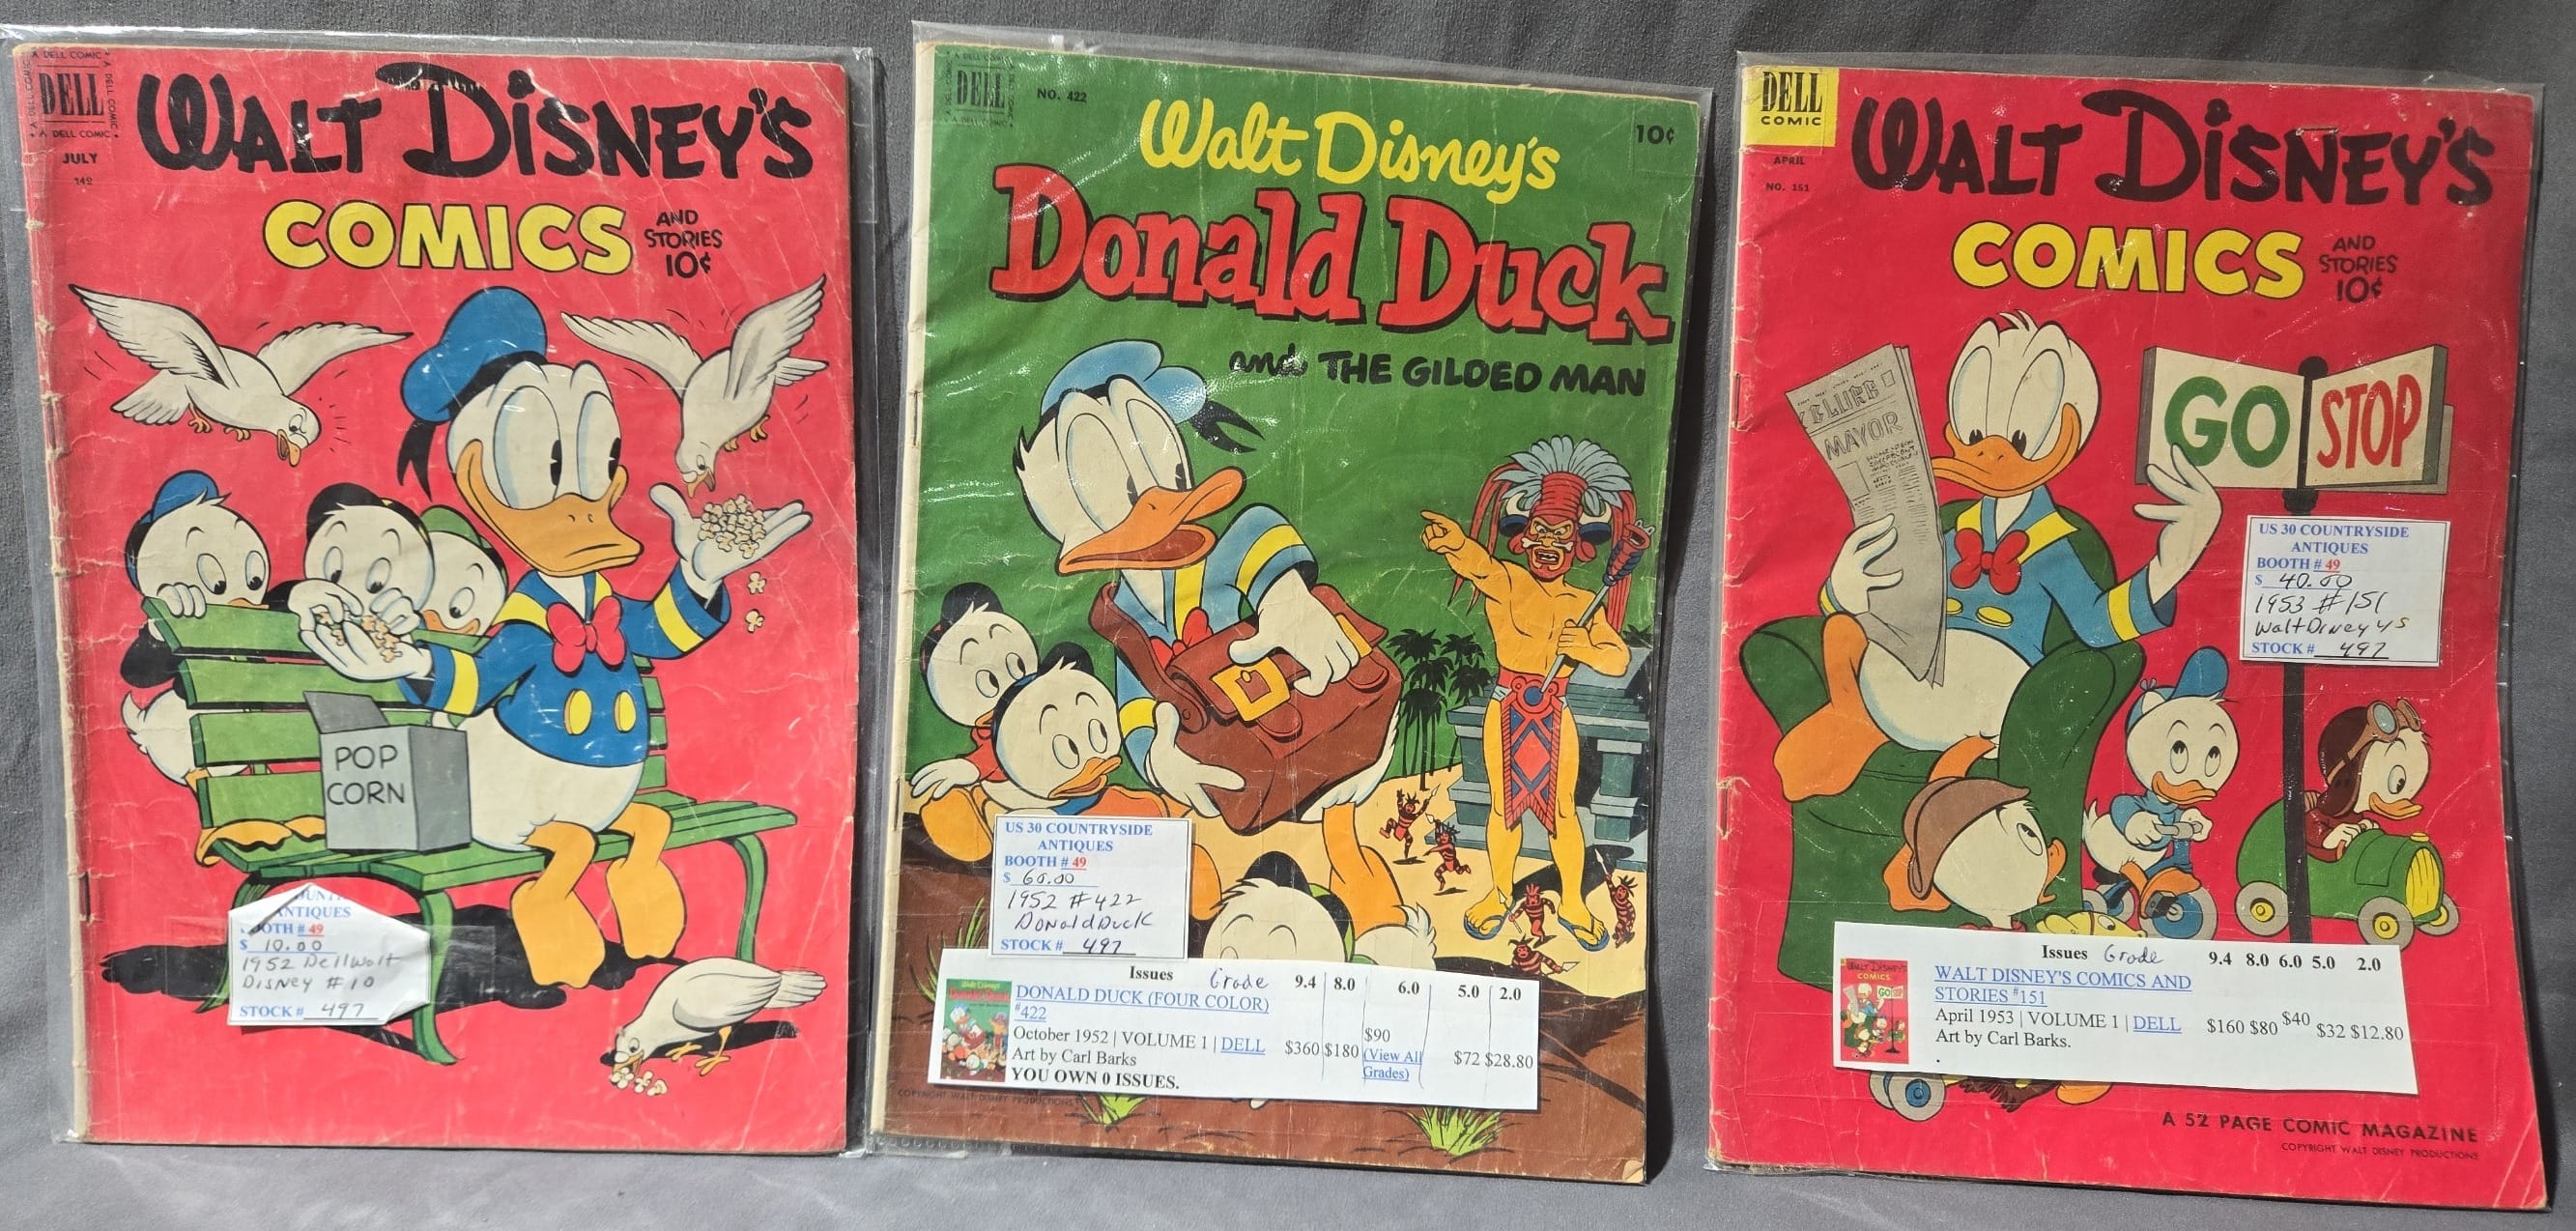 A DELL COMIC
DELL
A DELL COMIC
JULY
142
WALT DISNEY'S
COMICS
AND
STORIES
10¢
POP
CORN
ANTIQUES
BOOTH # 49
$ 10.00
1952 Dell Walt
Disney #10
STOCK# 497
A DELL COMIC
DELL
A DELL COMIC
NO. 422
10¢
Walt Disney's
Donald Duck
and THE GILDED MAN
US 30 COUNTRYSIDE
ANTIQUES
BOOTH # 49
$ 60.00
1952 #422
Donald Duck
STOCK# 497
Issues Grade 9.4 8.0 6.0 5.0 2.0
DONALD DUCK (FOUR COLOR)
#422
October 1952 | VOLUME 1 | DELL
Art by Carl Barks
YOU OWN 0 ISSUES.
$360 $180 $90 (View All Grades) $72 $28.80
COPYRIGHT WALT DISNEY PRODUCTIONS
DELL
COMIC
APRIL
NO. 151
WALT DISNEY'S
COMICS
AND
STORIES
10¢
BLURB
MAYOR
GO STOP
US 30 COUNTRYSIDE
ANTIQUES
BOOTH # 49
$ 40.00
1953 #151
Walt Disney
STOCK# 497
Issues Grade 9.4 8.0 6.0 5.0 2.0
WALT DISNEY'S COMICS AND
STORIES #151
April 1953 | VOLUME 1 | DELL
Art by Carl Barks.
$160 $80 $40 $32 $12.80
A 52 PAGE COMIC MAGAZINE
COPYRIGHT WALT DISNEY PRODUCTIONS